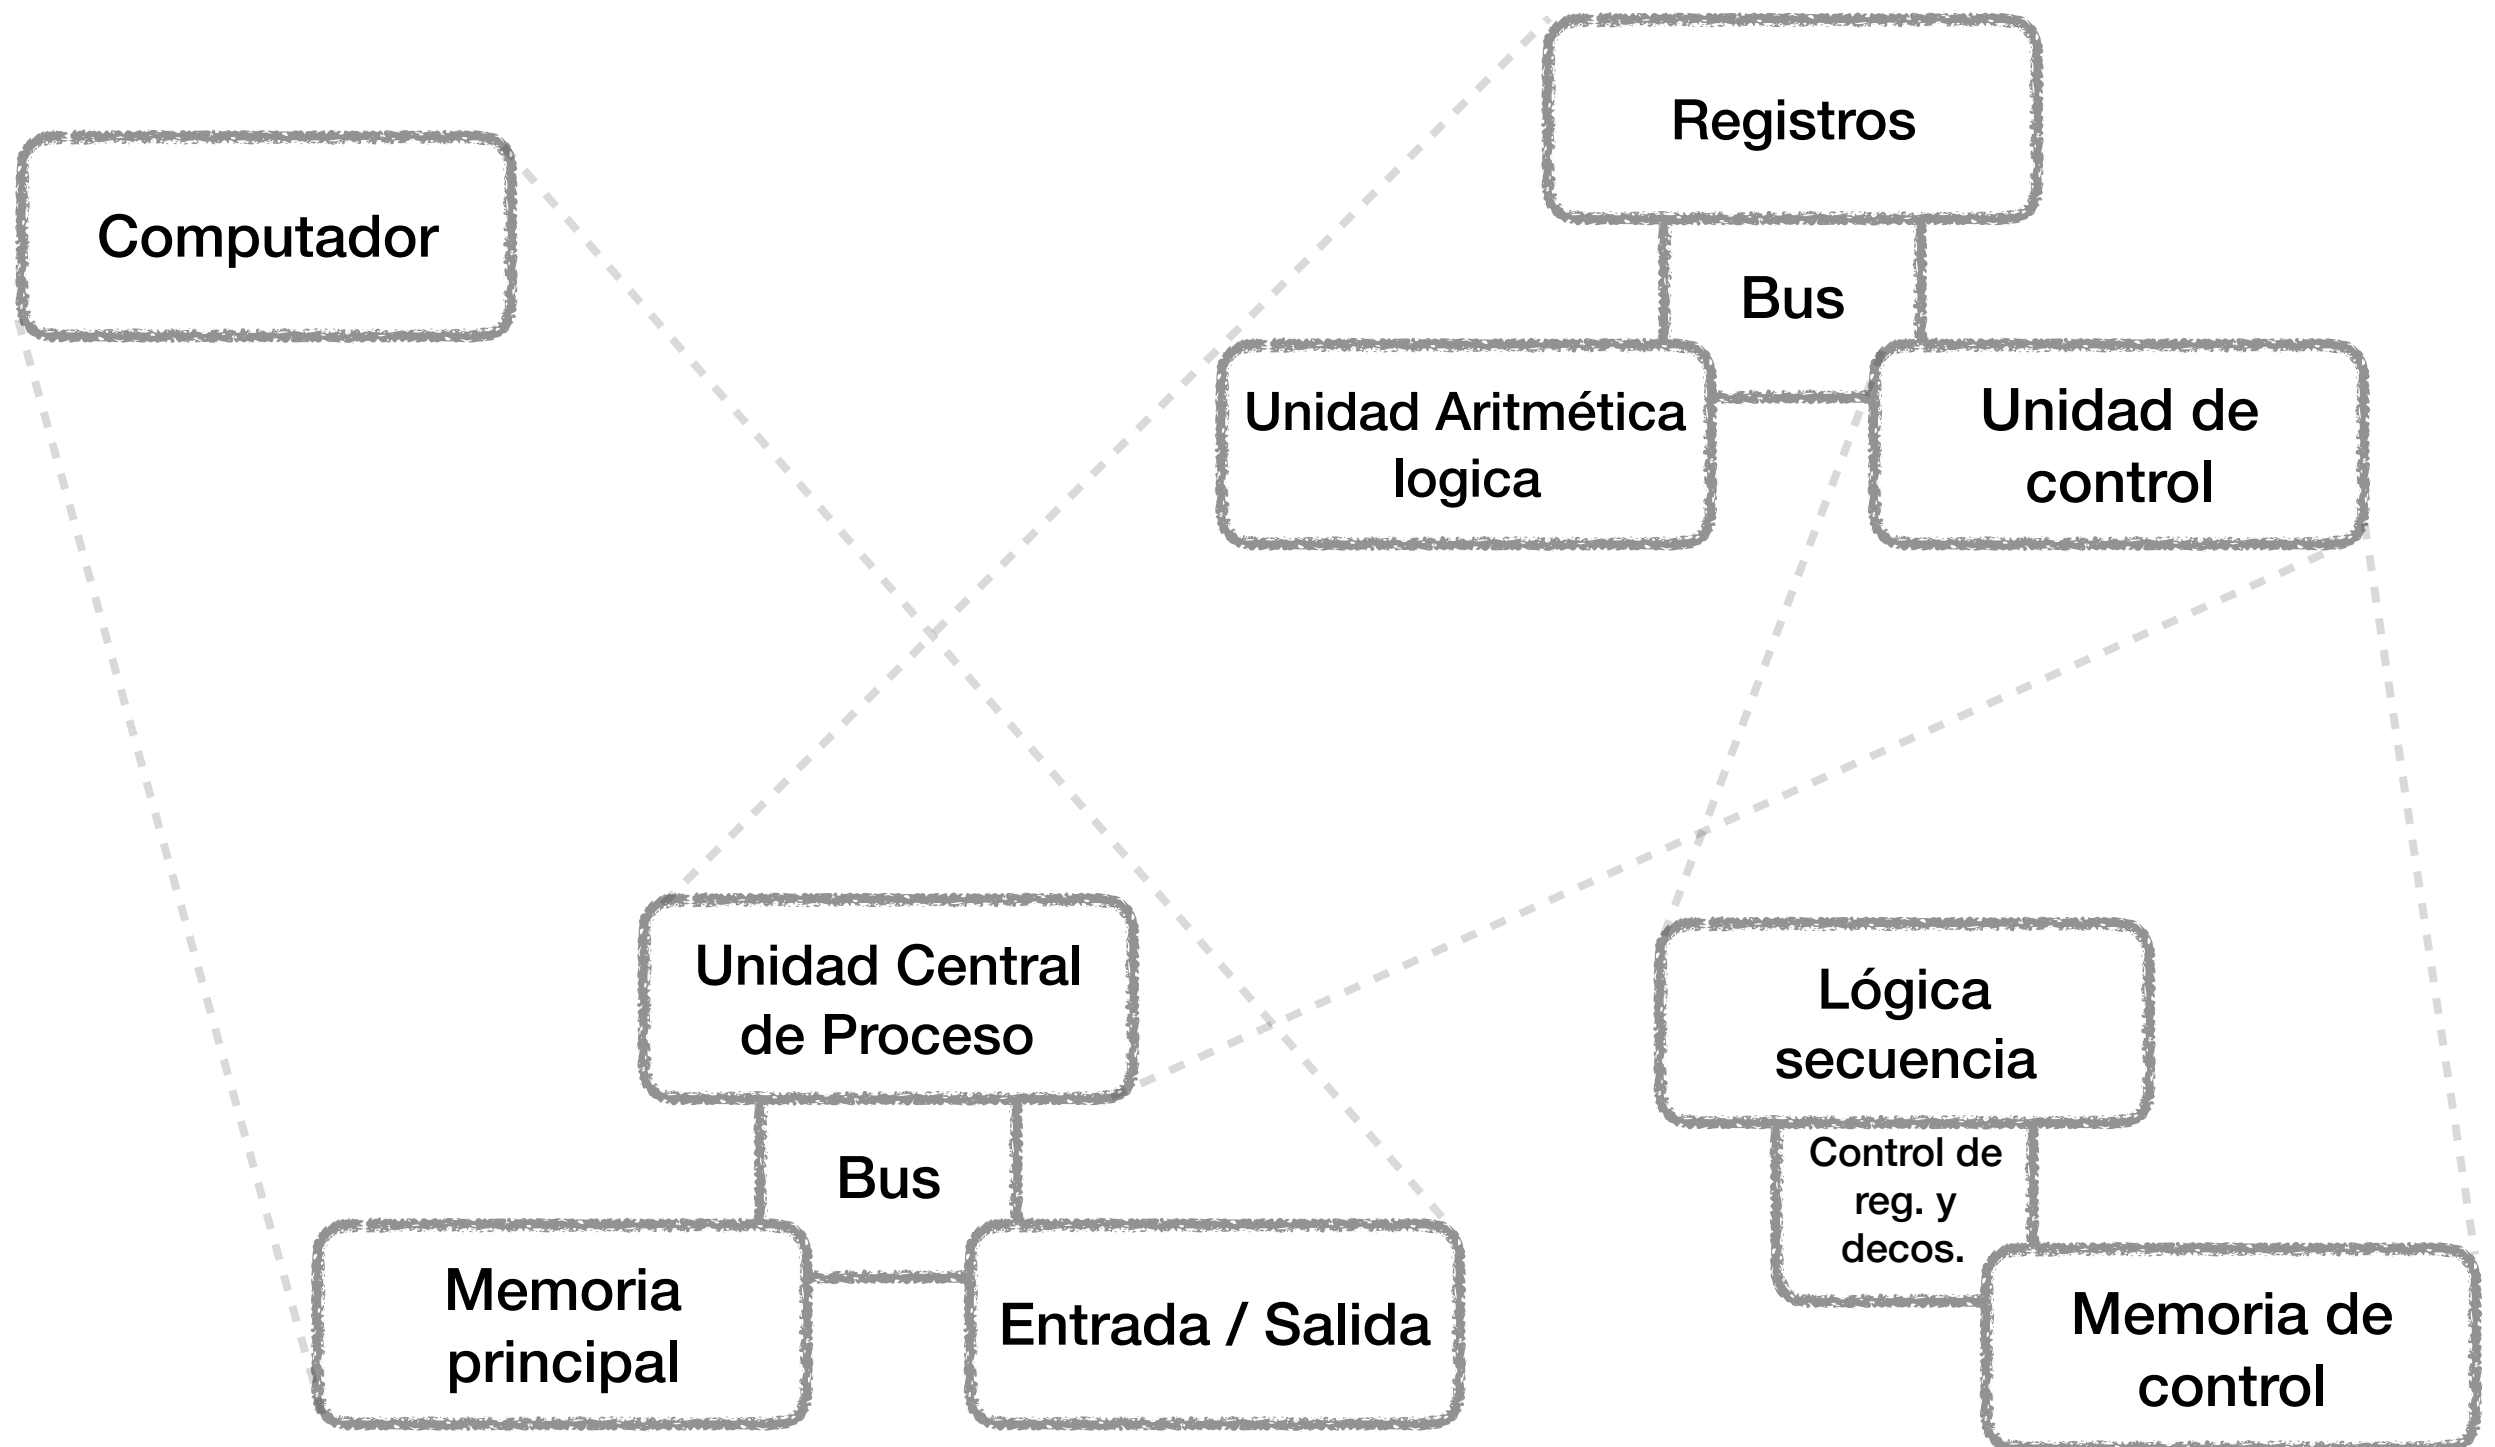 Computador
Registros
Bus
Unidad Aritmética
logica
Unidad de
control
Unidad Central
de Proceso
Bus
Memoria
principal
Entrada / Salida
Lógica
secuencia
Control de
reg. y
decos.
Memoria de
control